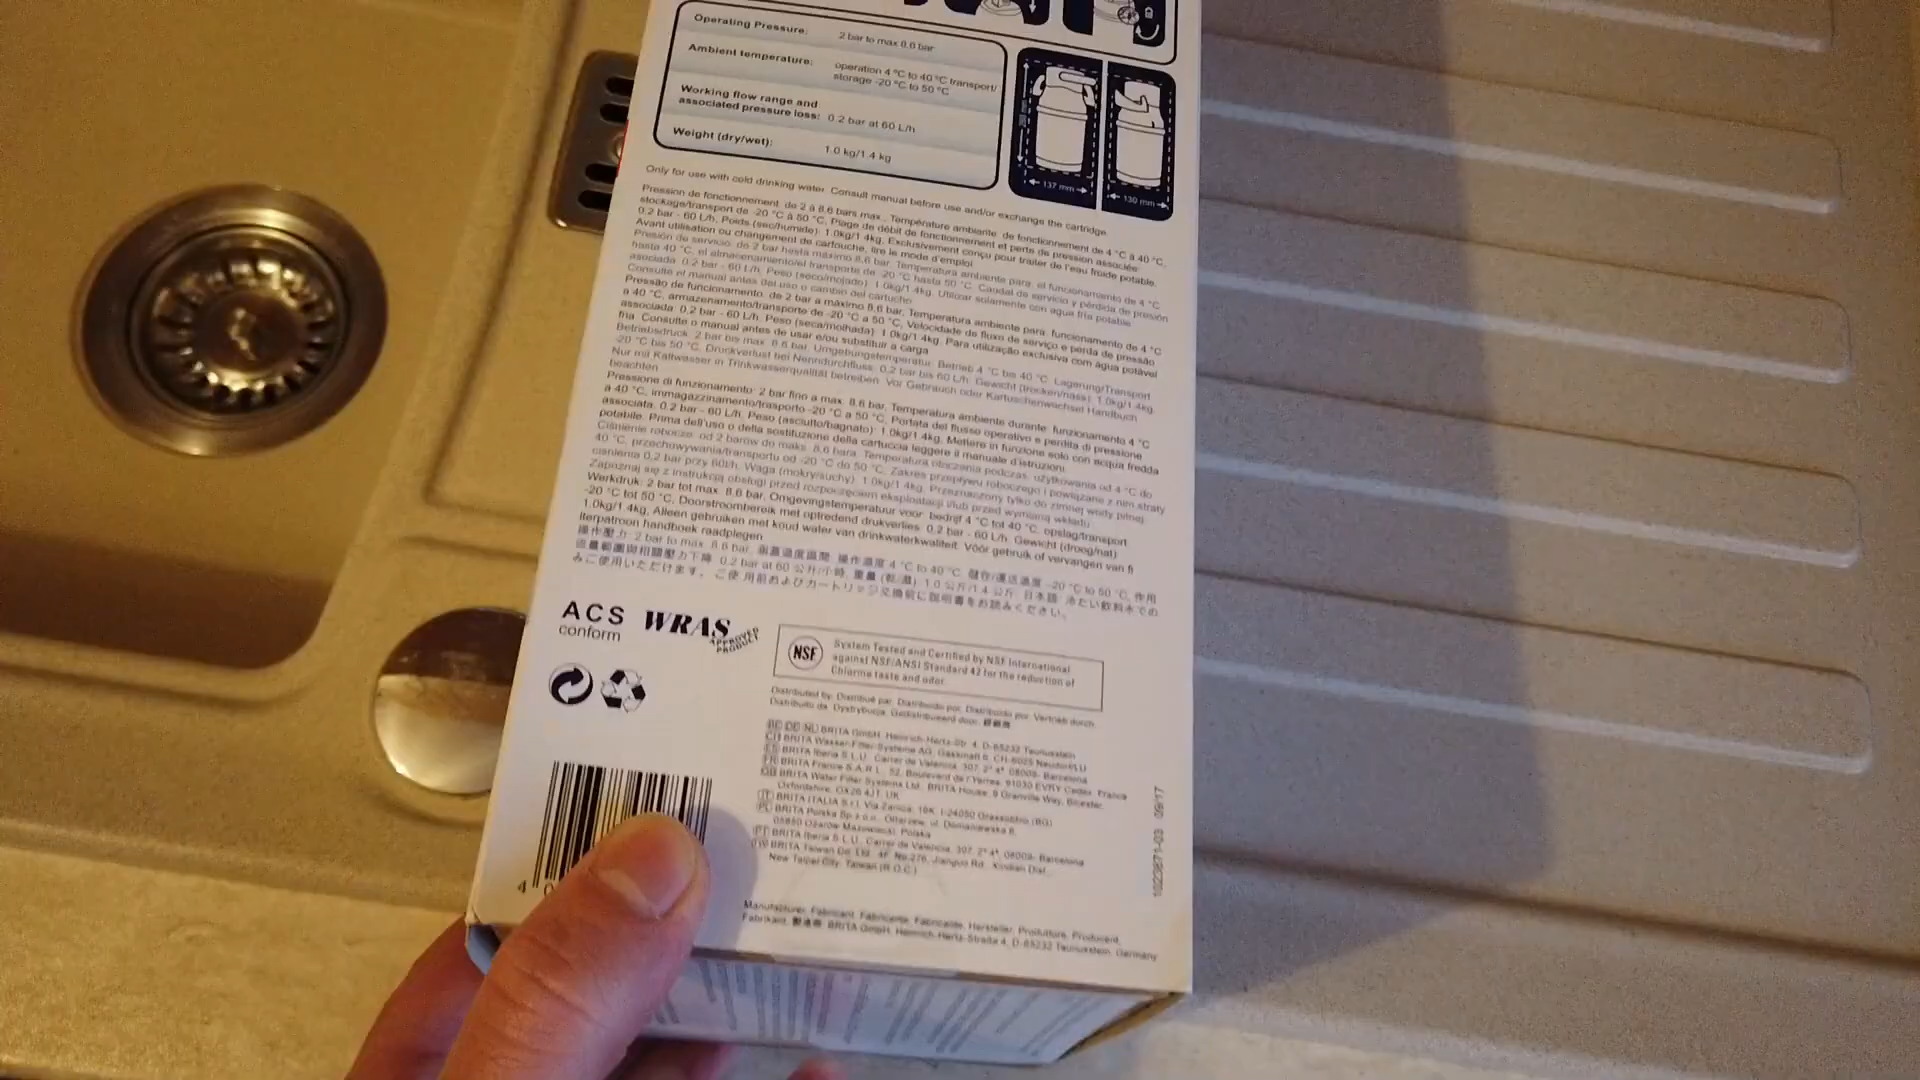 Operating Pressure: 2 bar to max 8.6 bar
Ambient temperature: operation 4 °C to 40 °C transport/
storage -20 °C to 50 °C
Working flow range and
associated pressure loss: 0.2 bar at 60 L/h
Weight (dry/wet): 1.0 kg/1.4 kg
137 mm
130 mm
Only for use with cold drinking water. Consult manual before use and/or exchange the cartridge.
Pression de fonctionnement: de 2 à 8.6 bars max., Température ambiante: de fonctionnement de 4 °C à 40 °C,
stockage/transport de -20 °C à 50 °C, Plage de débit de fonctionnement et perte de pression associée:
0.2 bar - 60 L/h, Poids (sec/humide): 1.0kg/1.4kg, Exclusivement conçu pour traiter de l'eau froide potable.
Avant utilisation ou changement de cartouche, lire le mode d'emploi
Presión de servicio: de 2 bar hasta máximo 8.6 bar, Temperatura ambiente para: el funcionamiento de 4 °C
hasta 40 °C, el almacenamiento/el transporte de -20 °C hasta 50 °C, Caudal de servicio y pérdida de presión
asociada: 0.2 bar - 60 L/h, Peso (seco/mojado): 1.0kg/1.4kg, Utilizar solamente con agua fría potable.
Consulte el manual antes del uso o cambio del cartucho
Pressão de funcionamento: de 2 bar a máximo 8.6 bar, Temperatura ambiente para: funcionamento de 4 °C
a 40 °C, armazenamento/transporte de -20 °C a 50 °C, Velocidade de fluxo de serviço e perda de pressão
associada: 0,2 bar - 60 L/h, Peso (seca/molhada): 1.0kg/1.4kg, Para utilização exclusiva com água potável
fria. Consulte o manual antes de usar e/ou substituir a carga
Betriebsdruck: 2 bar bis max. 8.6 bar, Umgebungstemperatur: Betrieb 4 °C bis 40 °C, Lagerung/Transport
-20 °C bis 50 °C, Druckverlust bei Nenndurchfluss: 0,2 bar bis 60 L/h, Gewicht (trocken/nass): 1.0kg/1.4kg,
Nur mit Kaltwasser in Trinkwasserqualität betreiben. Vor Gebrauch oder Kartuschenwechsel Handbuch
beachten
Pressione di funzionamento: 2 bar fino a max. 8,6 bar, Temperatura ambiente durante: funzionamento 4 °C
a 40 °C, immagazzinamento/trasporto -20 °C a 50 °C, Portata del flusso operativo e perdita di pressione
associata: 0.2 bar - 60 L/h, Peso (asciutto/bagnato): 1.0kg/1.4kg, Mettere in funzione solo con acqua fredda
potabile. Prima dell'uso o della sostituzione della cartuccia leggere il manuale d'istruzioni.
Ciśnienie robocze: od 2 barów do maks. 8,6 bara, Temperatura otoczenia podczas: użytkowania od 4 °C do
40 °C, przechowywania/transportu od -20 °C do 50 °C, Zakres przepływu roboczego i powiązane z nim straty
ciśnienia 0,2 bar przy 60l/h, Waga (mokry/suchy): 1.0kg/1.4kg, Przeznaczony tylko do zimnej wody pitnej.
Zapoznaj się z instrukcją obsługi przed rozpoczęciem eksploatacji i/lub przed wymianą wkładu.
Werkdruk: 2 bar tot max. 8.6 bar, Omgevingstemperatuur voor: bedrijf 4 °C tot 40 °C, opslag/transport
-20 °C tot 50 °C, Doorstroombereik met optredend drukverlies: 0.2 bar - 60 L/h, Gewicht (droog/nat)
1.0kg/1.4kg, Alleen gebruiken met koud water van drinkwaterkwaliteit. Vóór gebruik of vervangen van fi
lterpatroon handboek raadplegen
操作壓力: 2 bar to max. 8.6 bar, 操作溫度 4 °C to 40 °C, 儲存/運送溫度 -20 °C to 50 °C, 作用
流量範圍與相關壓力下降: 0.2 bar at 60 公升/小時, 重量 (乾/濕): 1.0 公斤/1.4 公斤, 日本語: 冷たい飲料水での
みご使用いただけます。ご使用前およびカートリッジ交換前に説明書をお読みください。
ACS
conform
WRAS
APPROVED
PRODUCT
NSF
System Tested and Certified by NSF International
against NSF/ANSI Standard 42 for the reduction of
Chlorine taste and odor.
Distributed by, Distribué par, Distribuido por, Distribuído por, Vertrieb durch,
Distribuito da, Dystrybucja, Gedistribueerd door,
BE DE NL BRITA GmbH, Heinrich-Hertz-Str. 4, D-65232 Taunusstein
CH BRITA Wasser-Filter-Systeme AG, Gassmatt 6, CH-6025 Neudorf/LU
ES BRITA Iberia S.L.U., Carrer de València, 307, 2° 4ª, 08009- Barcelona
FR BRITA France S.A.R.L., 52, Boulevard de l'Yerres, 91030 EVRY Cedex, France
GB BRITA Water Filter Systems Ltd., BRITA House, 9 Granville Way, Bicester,
Oxfordshire, OX26 4JT, UK
IT BRITA ITALIA S.r.l., Via Zanica, 19K, I-24050 Grassobbio (BG)
PL BRITA Polska Sp.z o.o., Ołtarzew, ul. Domaniewska 6,
05850 Ożarów Mazowiecki, Polska
PT BRITA Iberia S.L.U., Carrer de València, 307, 2° 4ª, 08009- Barcelona
TW BRITA Taiwan Co. Ltd. 4F, No.276, Jianguo Rd., Xindian Dist.,
New Taipei City, Taiwan (R.O.C.)
1023871-03 09/17
4 0
Manufacturer, Fabricant, Fabricante, Fabricante, Hersteller, Produttore, Producent,
Fabrikant, 製造商: BRITA GmbH, Heinrich-Hertz-Straße 4, D-65232 Taunusstein, Germany